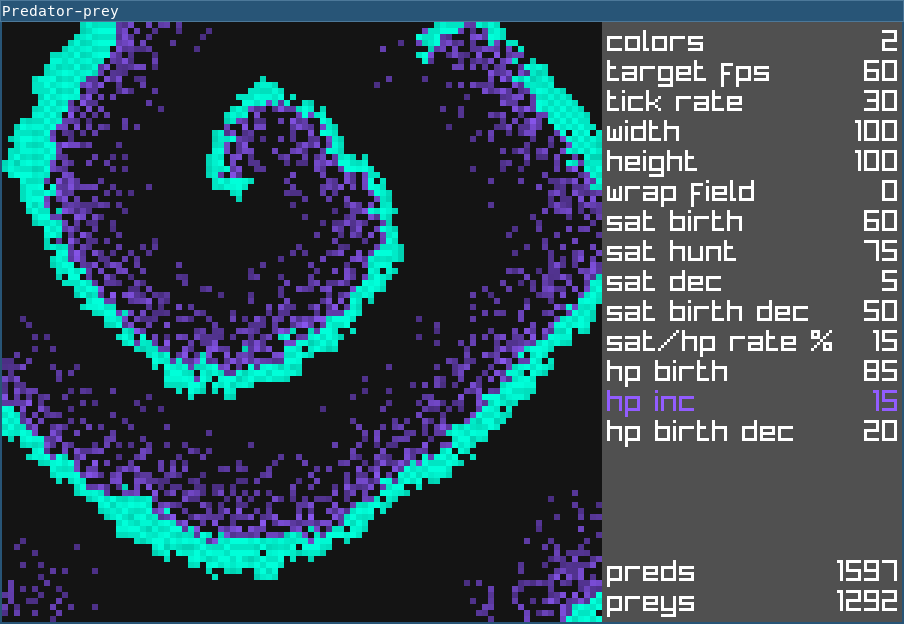 Predator-prey
colors 2
target fps 60
tick rate 30
width 100
height 100
wrap field 0
sat birth 60
sat hunt 75
sat dec 5
sat birth dec 50
sat/hp rate % 15
hp birth 85
hp inc 15
hp birth dec 20
preds 1597
preys 1292